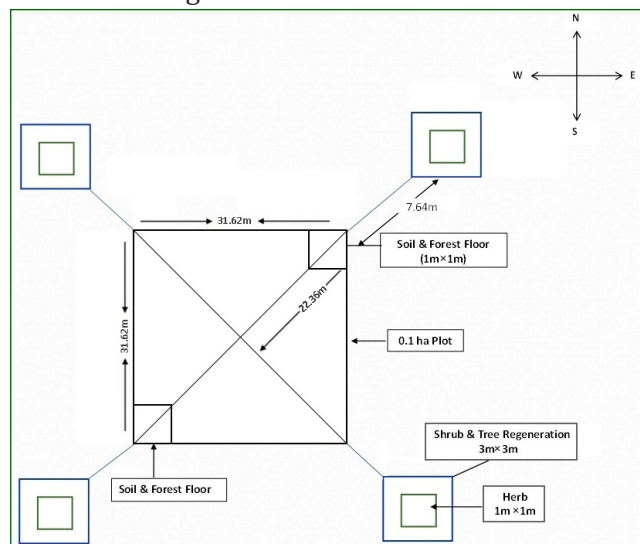 N
W E
S
7.64m
31.62m
Soil & Forest Floor
(1m×1m)
22.36m
31.62m
0.1 ha Plot
Shrub & Tree Regeneration
3m×3m
Soil & Forest Floor
Herb
1m ×1m